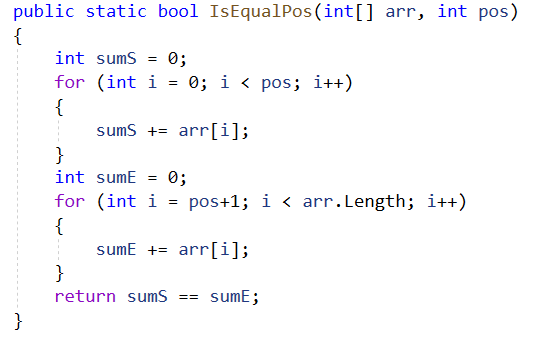 public static bool IsEqualPos(int[] arr, int pos)
{
    int sumS = 0;
    for (int i = 0; i < pos; i++)
    {
        sumS += arr[i];
    }
    int sumE = 0;
    for (int i = pos+1; i < arr.Length; i++)
    {
        sumE += arr[i];
    }
    return sumS == sumE;
}